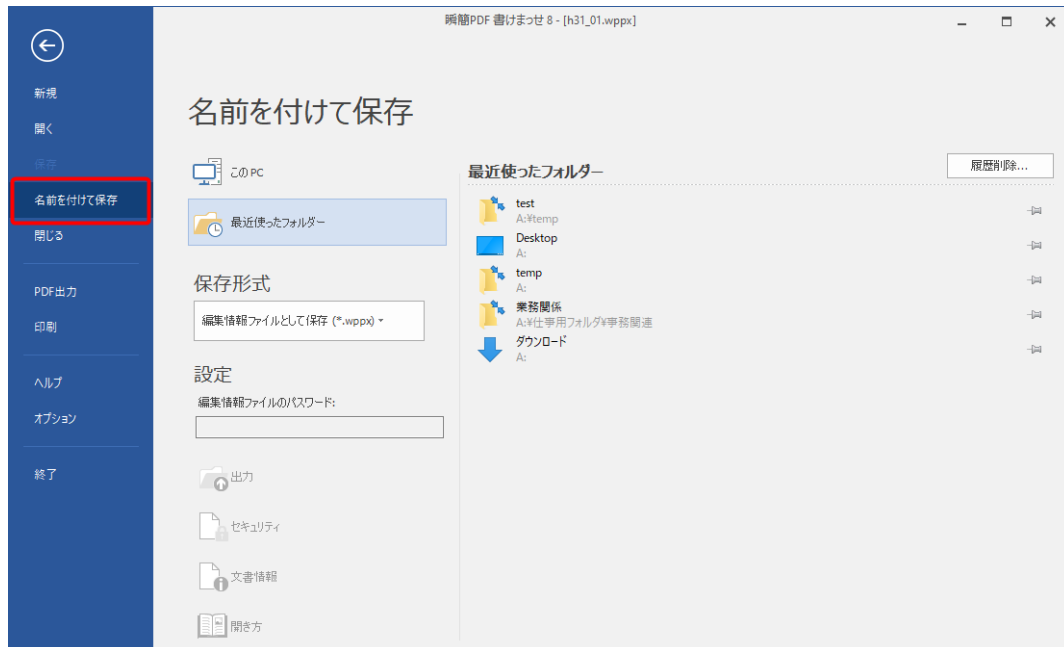 瞬簡PDF 書けまっせ 8 - [h31_01.wppx]
新規
開く
保存
名前を付けて保存
閉じる
PDF出力
印刷
ヘルプ
オプション
終了
名前を付けて保存
この PC
最近使ったフォルダー
保存形式
編集情報ファイルとして保存 (*.wppx)
設定
編集情報ファイルのパスワード:
出力
セキュリティ
文書情報
開き方
最近使ったフォルダー
履歴削除...
test
A:¥temp
Desktop
A:
temp
A:
業務関係
A:¥仕事用フォルダ¥事務関連
ダウンロード
A: